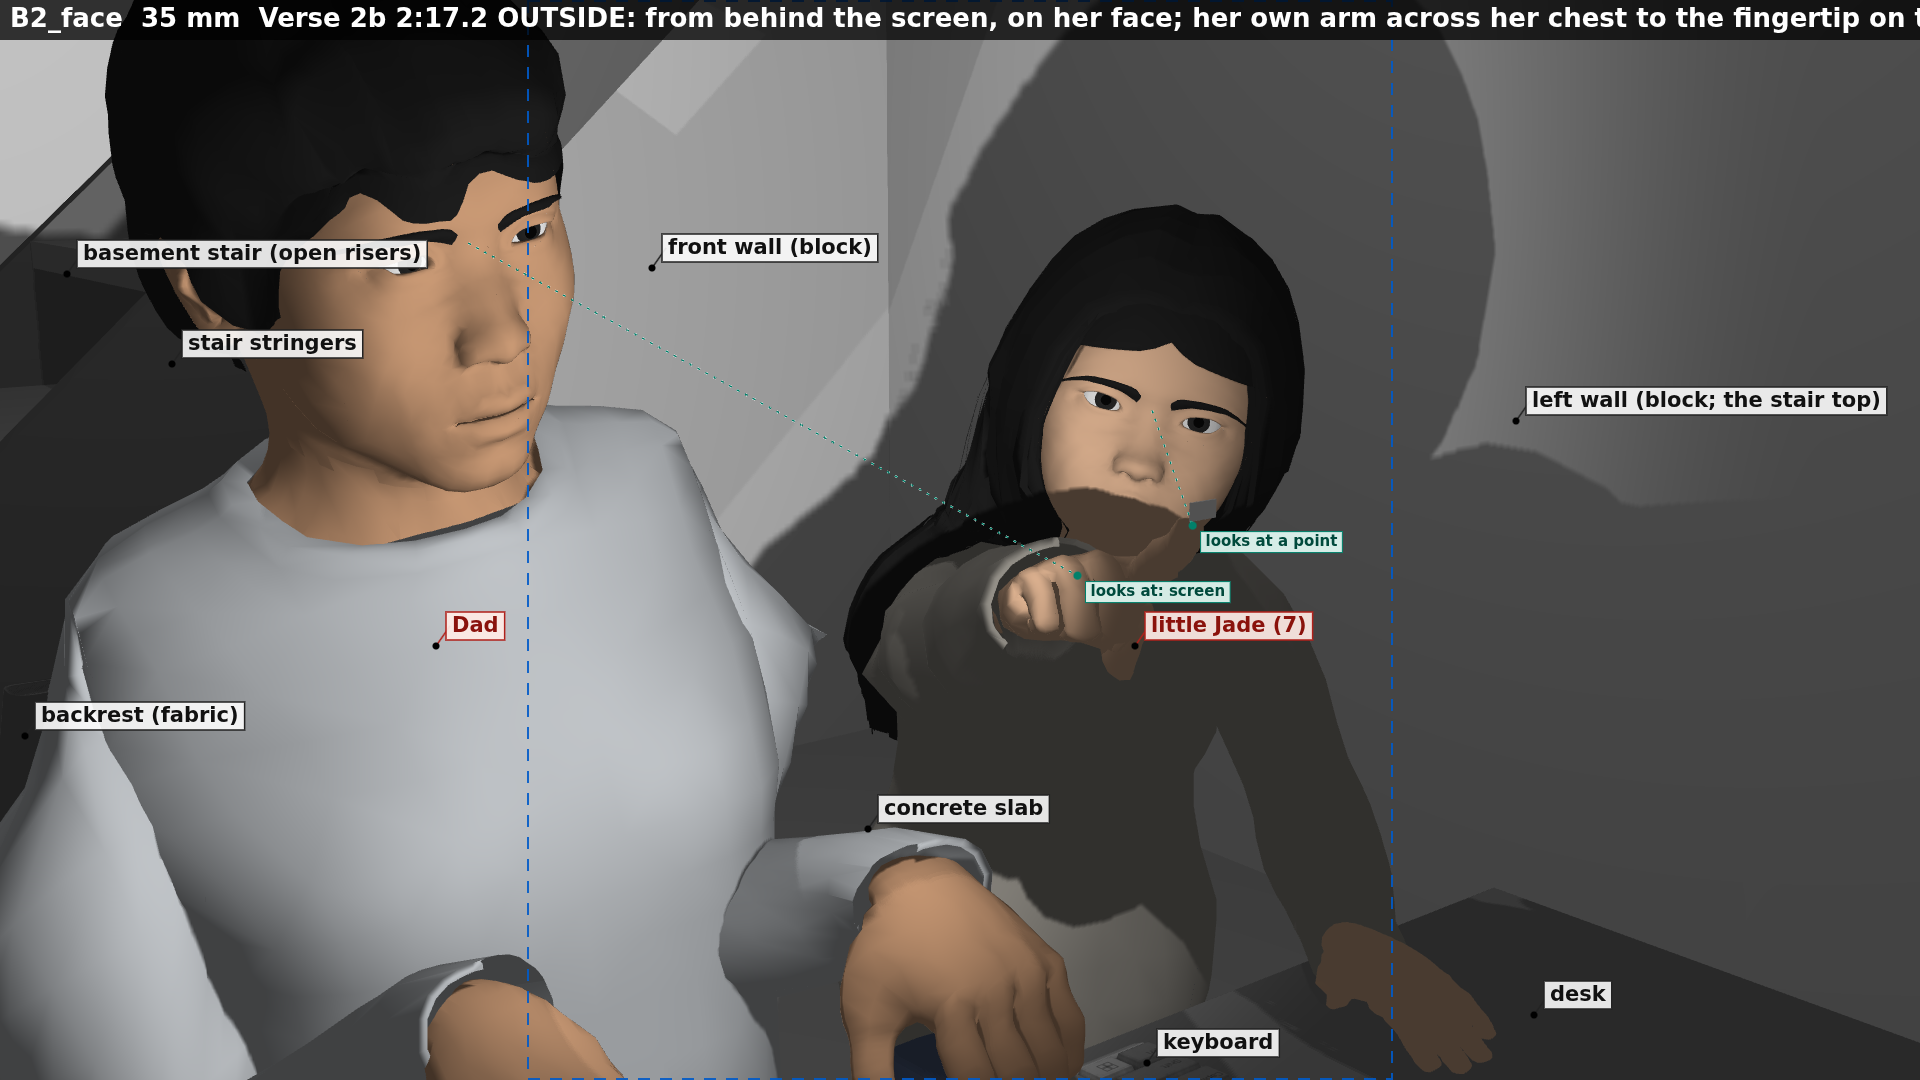 B2_face 35 mm Verse 2b 2:17.2 OUTSIDE: from behind the screen, on her face; her own arm across her chest to the fingertip on
basement stair (open risers)
front wall (block)
stair stringers
left wall (block; the stair top)
looks at a point
looks at: screen
Dad
little Jade (7)
backrest (fabric)
concrete slab
desk
keyboard